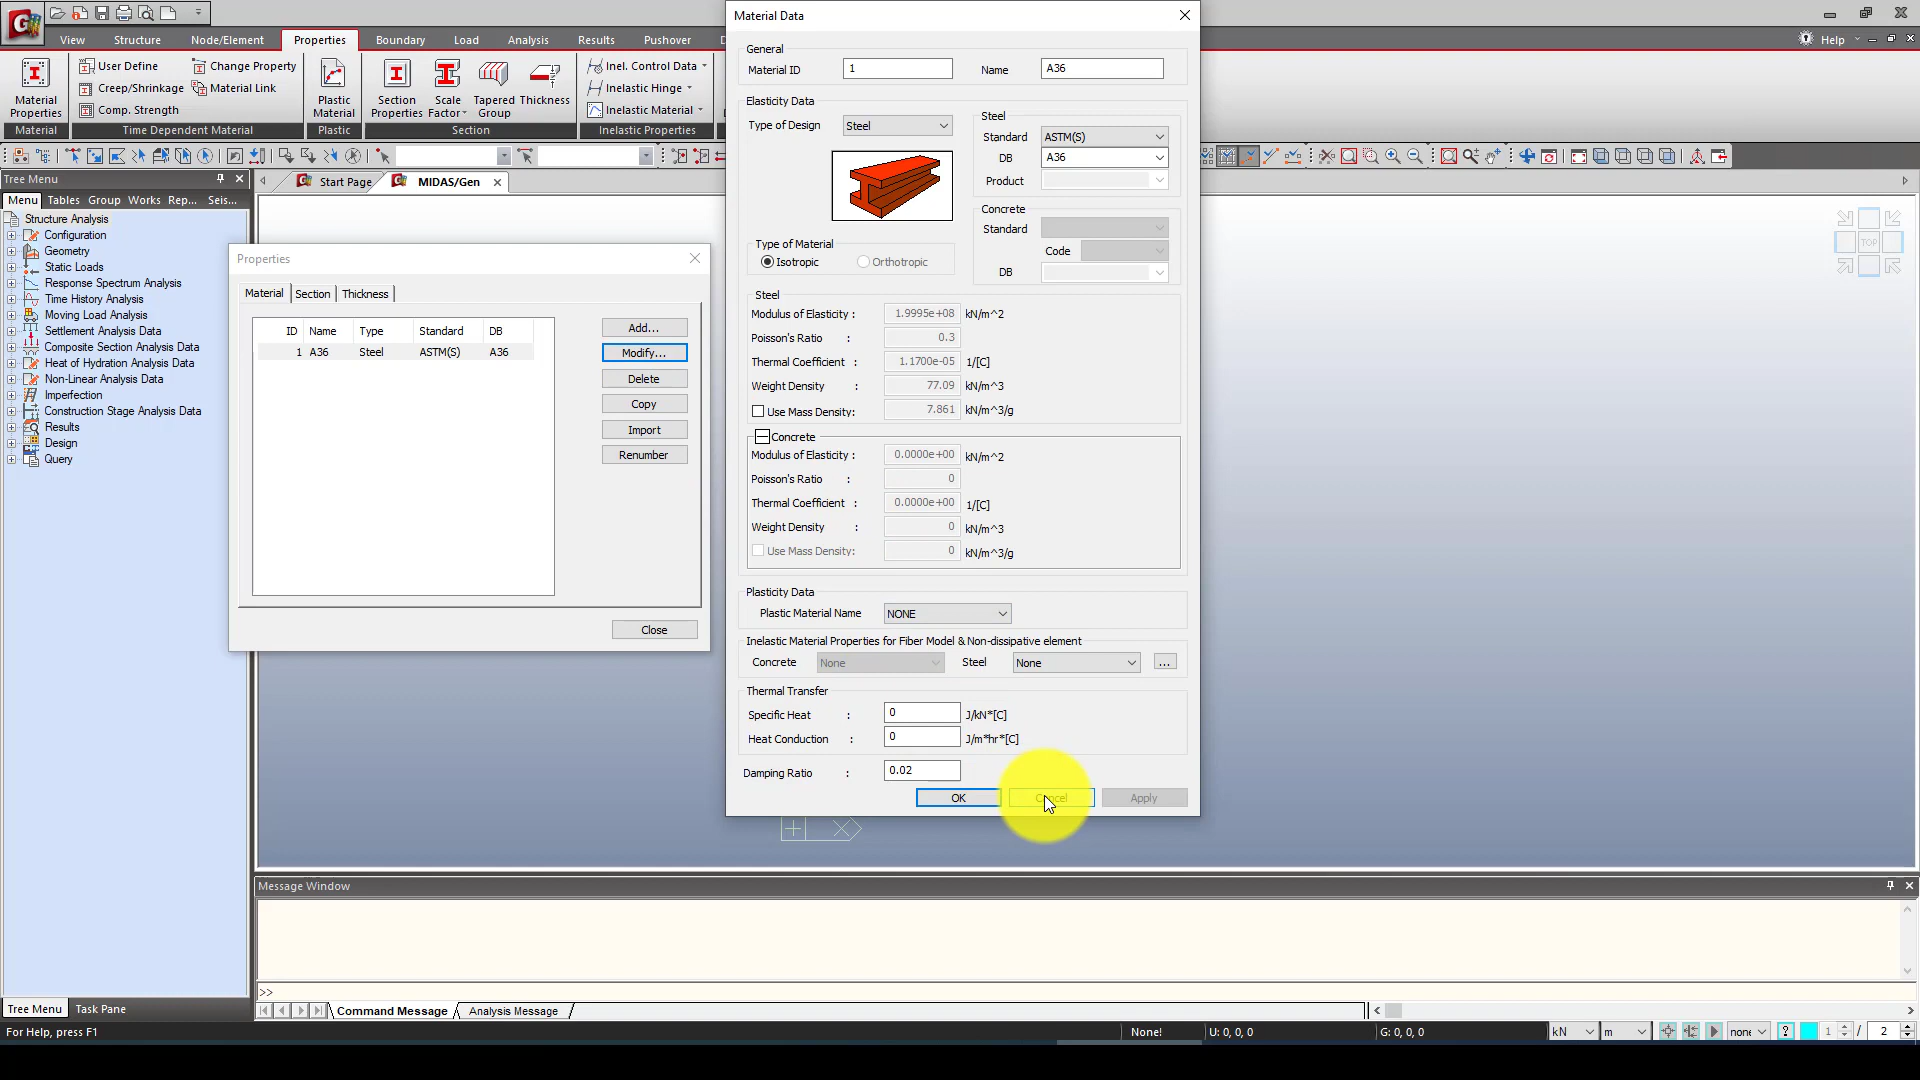 Material Data
View Structure Node/Element Properties Boundary Load Analysis Results Pushover Help
User Define Change Property Inel. Control Data
Creep/Shrinkage Material Link Inelastic Hinge
Comp. Strength Inelastic Material
Material Properties
Plastic Material
Section Properties
Scale Factor
Tapered Group
Thickness
Material Time Dependent Material Plastic Section Inelastic Properties
Tree Menu
Start Page MIDAS/Gen
Menu Tables Group Works Rep... Seis...
Structure Analysis
Configuration
Geometry
Static Loads
Response Spectrum Analysis
Time History Analysis
Moving Load Analysis
Settlement Analysis Data
Composite Section Analysis Data
Heat of Hydration Analysis Data
Non-Linear Analysis Data
Imperfection
Construction Stage Analysis Data
Results
Design
Query
Properties
Material Section Thickness
ID Name Type Standard DB
1 A36 Steel ASTM(S) A36
Add...
Modify...
Delete
Copy
Import
Renumber
Close
General
Material ID 1 Name A36
Elasticity Data
Type of Design Steel
Steel
Standard ASTM(S)
DB A36
Product
Concrete
Standard
Code
DB
Type of Material
Isotropic Orthotropic
Steel
Modulus of Elasticity : 1.9995e+08 kN/m^2
Poisson's Ratio : 0.3
Thermal Coefficient : 1.1700e-05 1/[C]
Weight Density : 77.09 kN/m^3
Use Mass Density: 7.861 kN/m^3/g
Concrete
Modulus of Elasticity : 0.0000e+00 kN/m^2
Poisson's Ratio : 0
Thermal Coefficient : 0.0000e+00 1/[C]
Weight Density : 0 kN/m^3
Use Mass Density: 0 kN/m^3/g
Plasticity Data
Plastic Material Name NONE
Inelastic Material Properties for Fiber Model & Non-dissipative element
Concrete None Steel None ...
Thermal Transfer
Specific Heat : 0 J/kN*[C]
Heat Conduction : 0 J/m*hr*[C]
Damping Ratio : 0.02
OK Cancel Apply
TOP
Message Window
>>
Tree Menu Task Pane
Command Message Analysis Message
For Help, press F1
None! U: 0, 0, 0 G: 0, 0, 0 kN m none ? 1 / 2